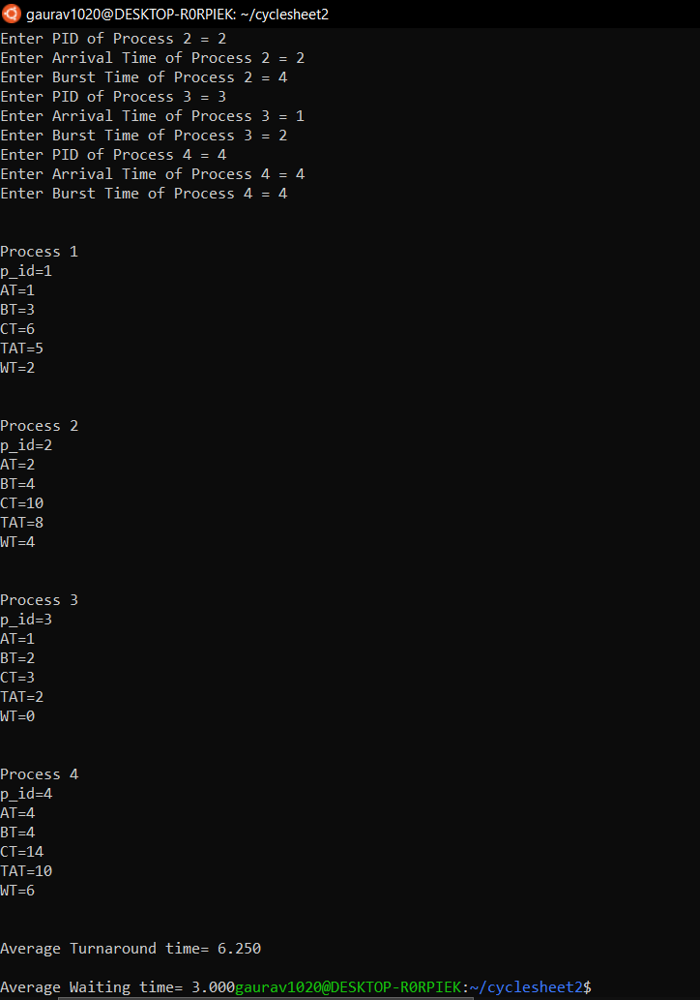 gaurav1020@DESKTOP-R0RPIEK: ~/cyclesheet2
Enter PID of Process 2 = 2
Enter Arrival Time of Process 2 = 2
Enter Burst Time of Process 2 = 4
Enter PID of Process 3 = 3
Enter Arrival Time of Process 3 = 1
Enter Burst Time of Process 3 = 2
Enter PID of Process 4 = 4
Enter Arrival Time of Process 4 = 4
Enter Burst Time of Process 4 = 4
Process 1
p_id=1
AT=1
BT=3
CT=6
TAT=5
WT=2
Process 2
p_id=2
AT=2
BT=4
CT=10
TAT=8
WT=4
Process 3
p_id=3
AT=1
BT=2
CT=3
TAT=2
WT=0
Process 4
p_id=4
AT=4
BT=4
CT=14
TAT=10
WT=6
Average Turnaround time= 6.250
Average Waiting time= 3.000gaurav1020@DESKTOP-R0RPIEK:~/cyclesheet2$